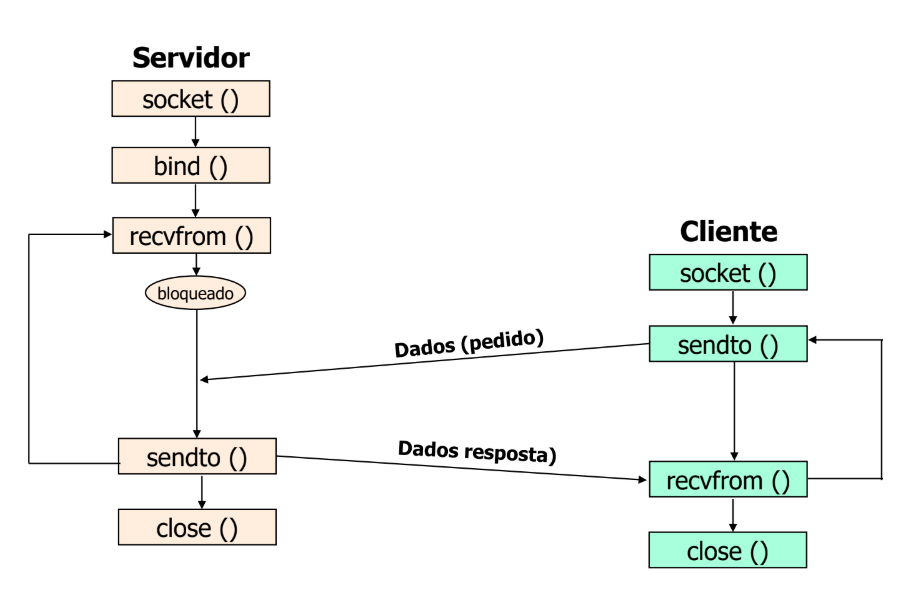 Servidor
socket ()
bind ()
recvfrom ()
bloqueado
sendto ()
close ()
Dados (pedido)
Dados resposta)
Cliente
socket ()
sendto ()
recvfrom ()
close ()